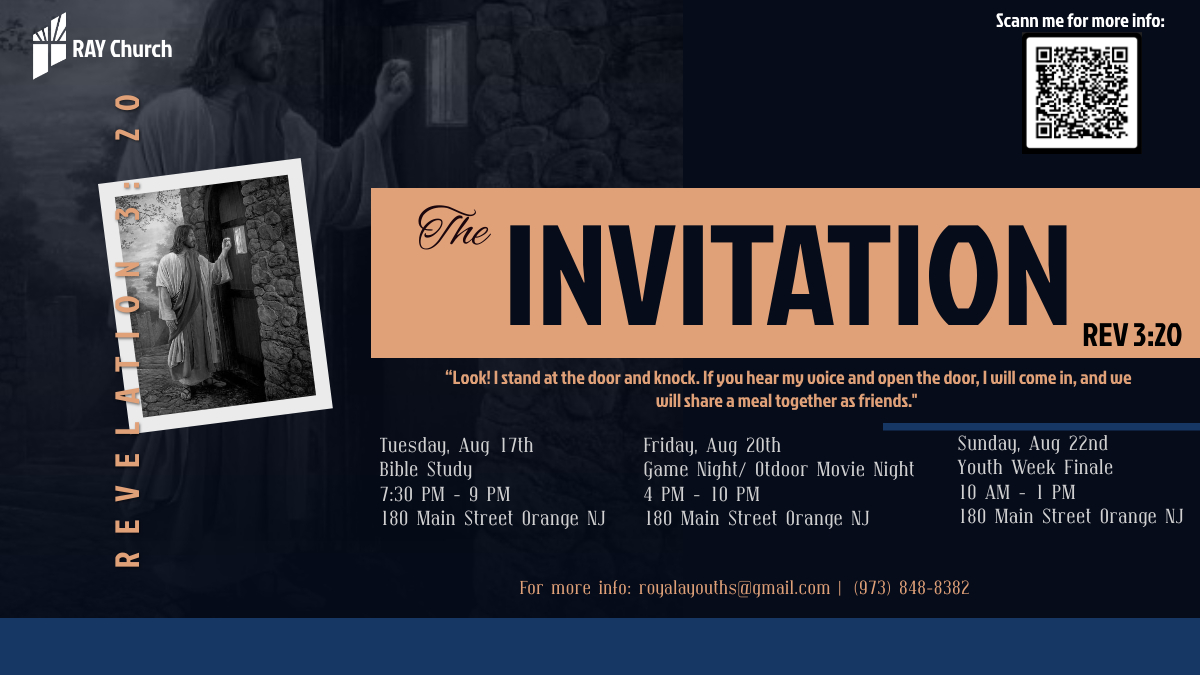 RAY Church
Scann me for more info:
REVELATION 3:20
The
INVITATION
REV 3:20
“Look! I stand at the door and knock. If you hear my voice and open the door, I will come in, and we
will share a meal together as friends."
Tuesday, Aug 17th
Bible Study
7:30 PM - 9 PM
180 Main Street Orange NJ
Friday, Aug 20th
Game Night/ Otdoor Movie Night
4 PM - 10 PM
180 Main Street Orange NJ
Sunday, Aug 22nd
Youth Week Finale
10 AM - 1 PM
180 Main Street Orange NJ
For more info: royalayouths@gmail.com | (973) 848-8382